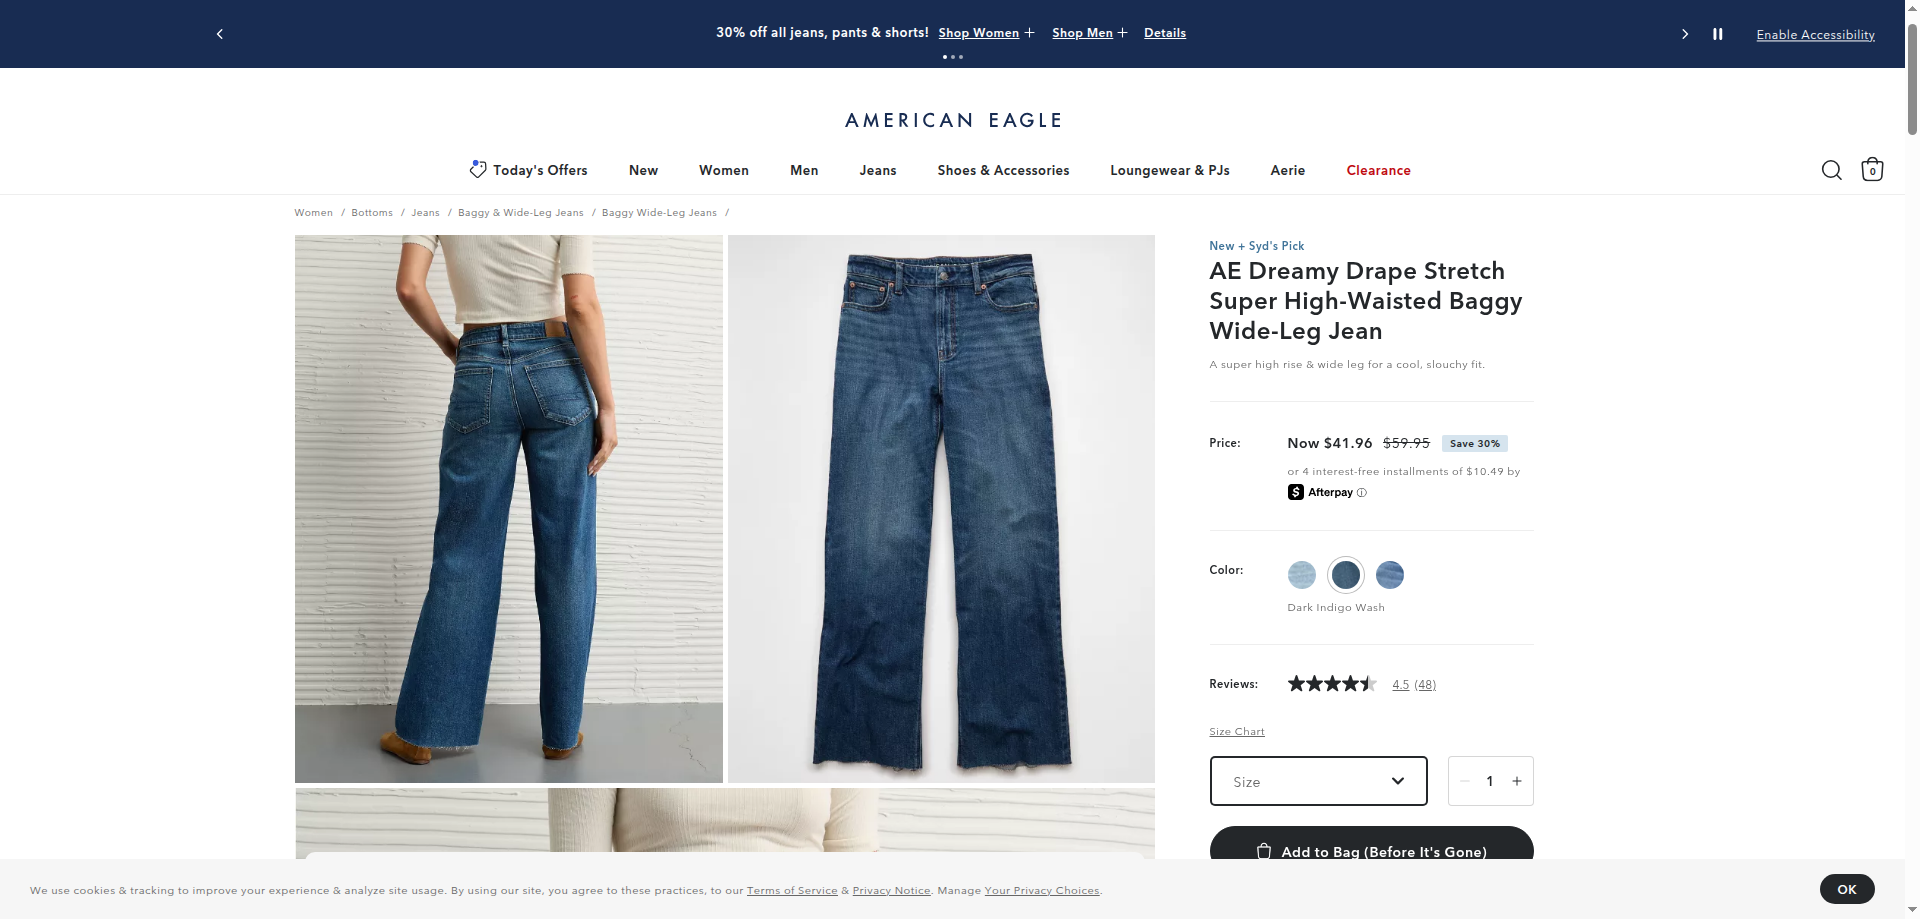 30% off all jeans, pants & shorts! Shop Women + Shop Men + Details
Enable Accessibility
AMERICAN EAGLE
Today's Offers New Women Men Jeans Shoes & Accessories Loungewear & PJs Aerie Clearance
0
Women / Bottoms / Jeans / Baggy & Wide-Leg Jeans / Baggy Wide-Leg Jeans /
New + Syd's Pick
AE Dreamy Drape Stretch
Super High-Waisted Baggy
Wide-Leg Jean
A super high rise & wide leg for a cool, slouchy fit.
Price: Now $41.96 $59.95 Save 30%
or 4 interest-free installments of $10.49 by
Afterpay ⓘ
Color:
Dark Indigo Wash
Reviews: 4.5 (48)
Size Chart
Size
− 1 +
Add to Bag (Before It's Gone)
We use cookies & tracking to improve your experience & analyze site usage. By using our site, you agree to these practices, to our Terms of Service & Privacy Notice. Manage Your Privacy Choices.
OK